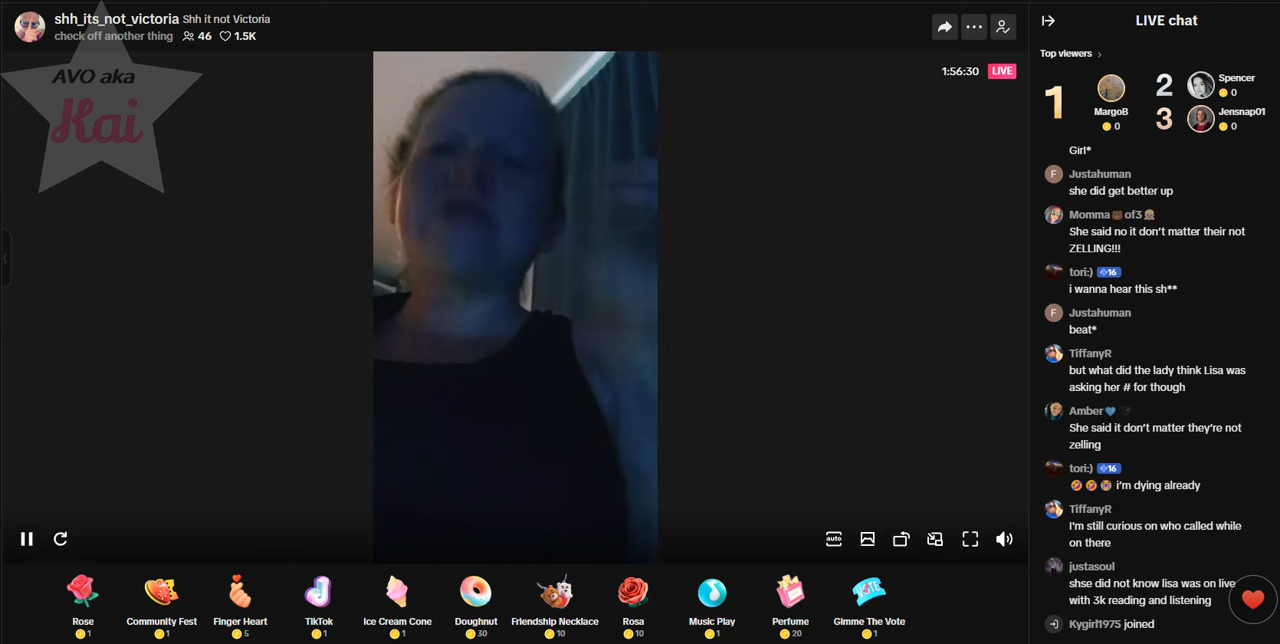 shh_its_not_victoria Shh it not Victoria
check off another thing 46 1.5K
AVO aka
Kai
1:56:30 LIVE
LIVE chat
Top viewers
1
MargoB
0
2
Spencer
0
3
Jensnap01
0
Girl*
F Justahuman
she did get better up
Momma🐻of3👵🏼
She said no it don't matter their not
ZELLING!!!
tori:) 16
i wanna hear this sh**
F Justahuman
beat*
TiffanyR
but what did the lady think Lisa was
asking her # for though
Amber💙
She said it don't matter they're not
zelling
tori:) 16
🤣🤣😭 i'm dying already
TiffanyR
I'm still curious on who called while
on there
justasoul
shse did not know lisa was on live
with 3k reading and listening
Kygirl1975 joined
auto
Rose
1
Community Fest
1
Finger Heart
5
TikTok
1
Ice Cream Cone
1
Doughnut
30
Friendship Necklace
10
Rosa
10
Music Play
1
Perfume
20
VOTE
Gimme The Vote
1